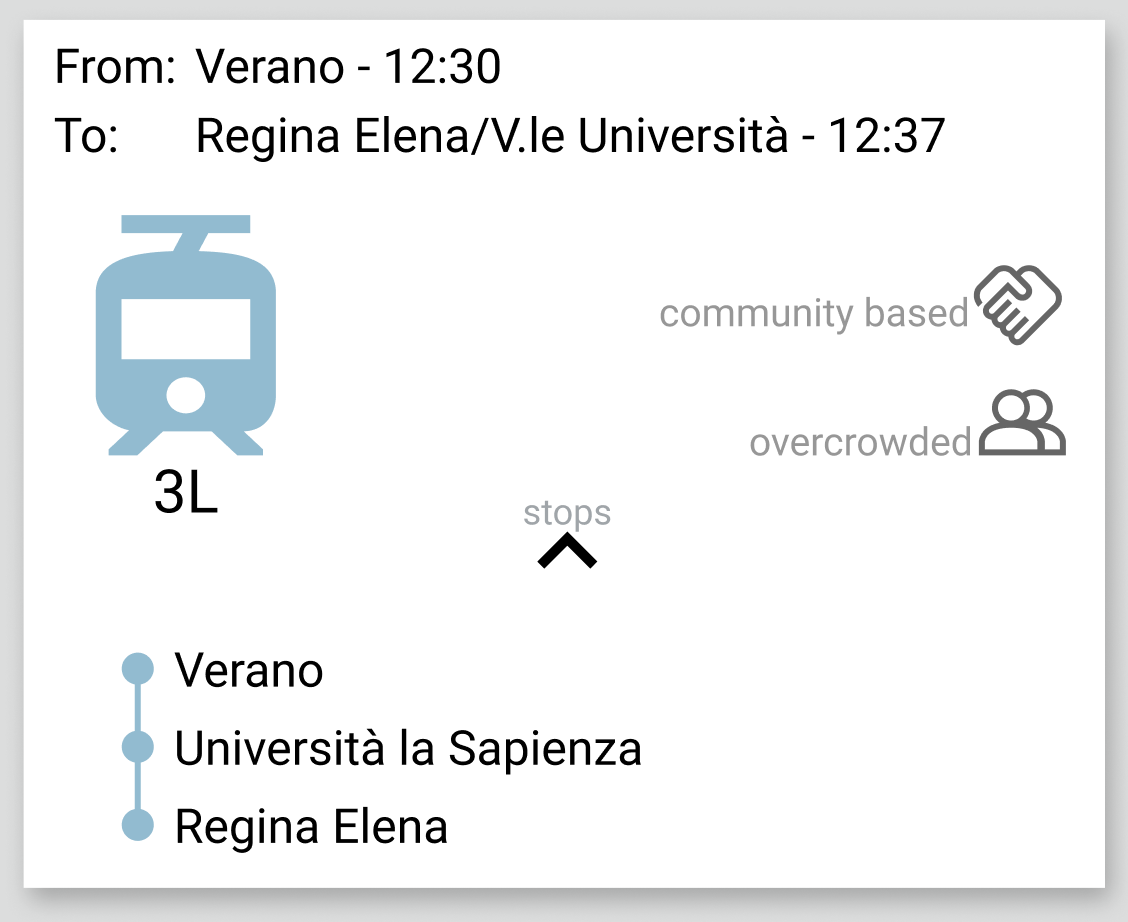 From: Verano - 12:30
To: Regina Elena/V.le Università - 12:37
community based
overcrowded
3L
stops
Verano
Università la Sapienza
Regina Elena